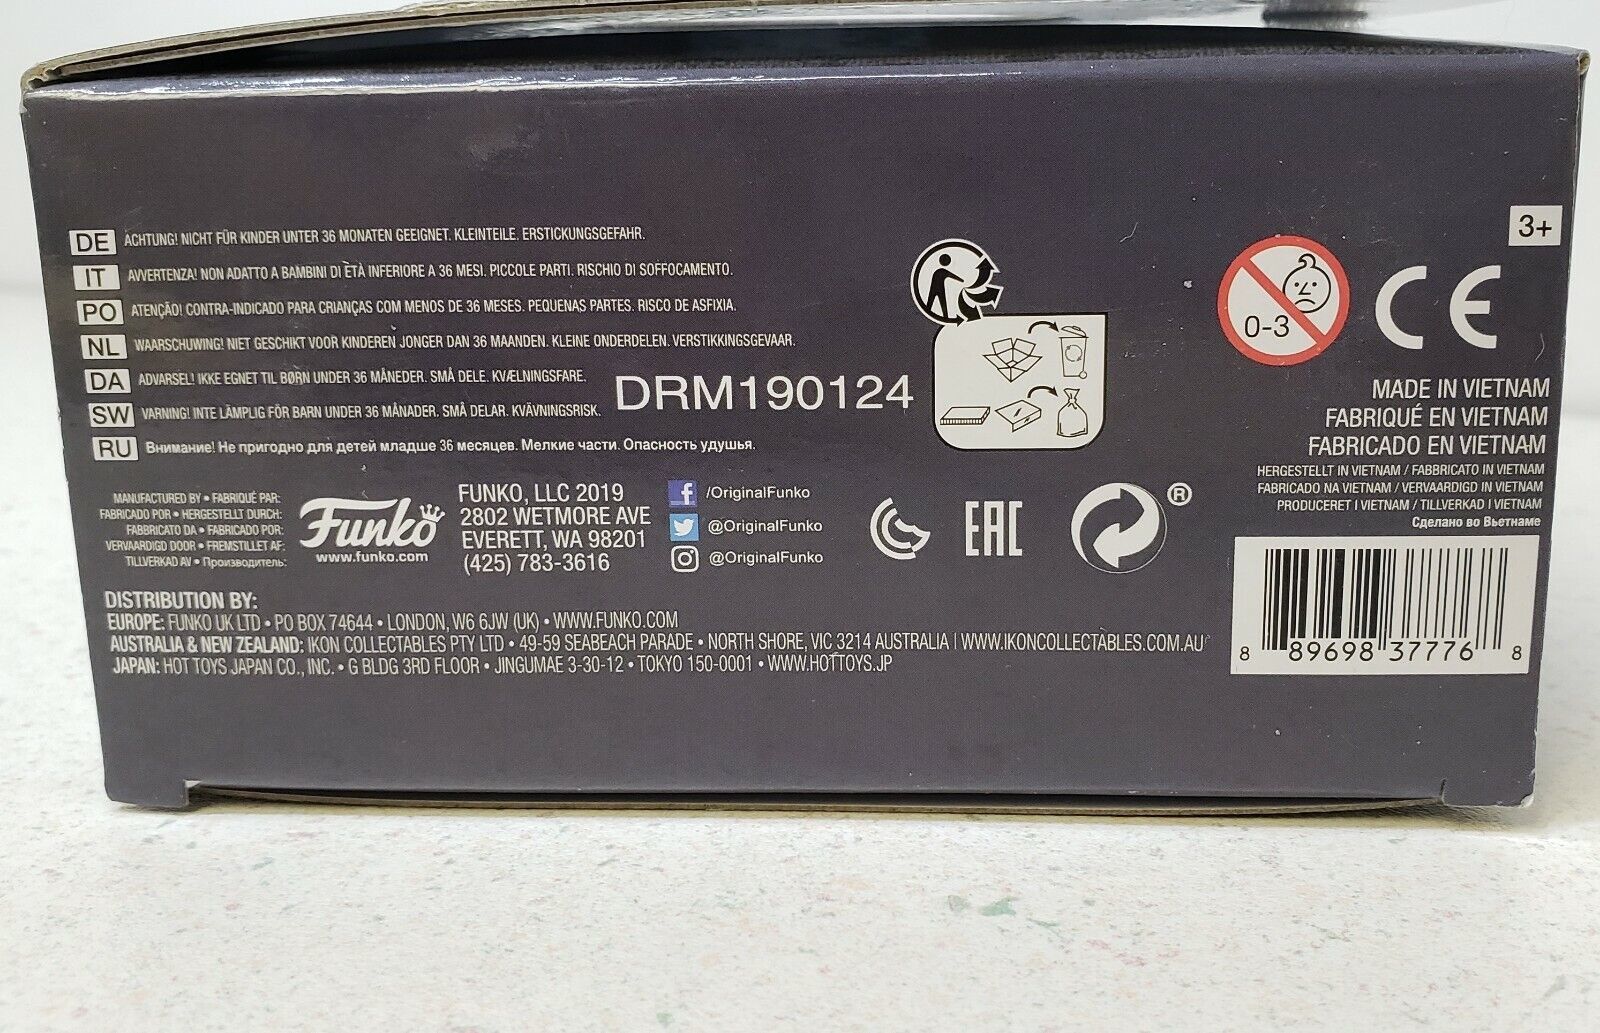 3+
DE ACHTUNG! NICHT FÜR KINDER UNTER 36 MONATEN GEEIGNET. KLEINTEILE. ERSTICKUNGSGEFAHR.
IT AVVERTENZA! NON ADATTO A BAMBINI DI ETÀ INFERIORE A 36 MESI. PICCOLE PARTI. RISCHIO DI SOFFOCAMENTO.
PO ATENÇÃO! CONTRA-INDICADO PARA CRIANÇAS COM MENOS DE 36 MESES. PEQUENAS PARTES. RISCO DE ASFIXIA.
NL WAARSCHUWING! NIET GESCHIKT VOOR KINDEREN JONGER DAN 36 MAANDEN. KLEINE ONDERDELEN. VERSTIKKINGSGEVAAR.
DA ADVARSEL! IKKE EGNET TIL BØRN UNDER 36 MÅNEDER. SMÅ DELE. KVÆLNINGSFARE.
SW VARNING! INTE LÄMPLIG FÖR BARN UNDER 36 MÅNADER. SMÅ DELAR. KVÄVNINGSRISK.
RU Внимание! Не пригодно для детей младше 36 месяцев. Мелкие части. Опасность удушья.
DRM190124
0-3
CE
MADE IN VIETNAM
FABRIQUÉ EN VIETNAM
FABRICADO EN VIETNAM
HERGESTELLT IN VIETNAM / FABBRICATO IN VIETNAM
FABRICADO NA VIETNAM / VERVAARDIGD IN VIETNAM
PRODUCERET I VIETNAM / TILLVERKAD I VIETNAM
Сделано во Вьетнаме
MANUFACTURED BY • FABRIQUÉ PAR:
FABRICADO POR • HERGESTELLT DURCH:
FABBRICATO DA • FABRICADO POR:
VERVAARDIGD DOOR • FREMSTILLET AF:
TILLVERKAD AV • Производитель:
Funko
www.funko.com
FUNKO, LLC 2019
2802 WETMORE AVE
EVERETT, WA 98201
(425) 783-3616
f /OriginalFunko
@OriginalFunko
@OriginalFunko
EAC
®
DISTRIBUTION BY:
EUROPE: FUNKO UK LTD • PO BOX 74644 • LONDON, W6 6JW (UK) • WWW.FUNKO.COM
AUSTRALIA & NEW ZEALAND: IKON COLLECTABLES PTY LTD • 49-59 SEABEACH PARADE • NORTH SHORE, VIC 3214 AUSTRALIA | WWW.IKONCOLLECTABLES.COM.AU
JAPAN: HOT TOYS JAPAN CO., INC. • G BLDG 3RD FLOOR • JINGUMAE 3-30-12 • TOKYO 150-0001 • WWW.HOTTOYS.JP
8 89698 37776 8